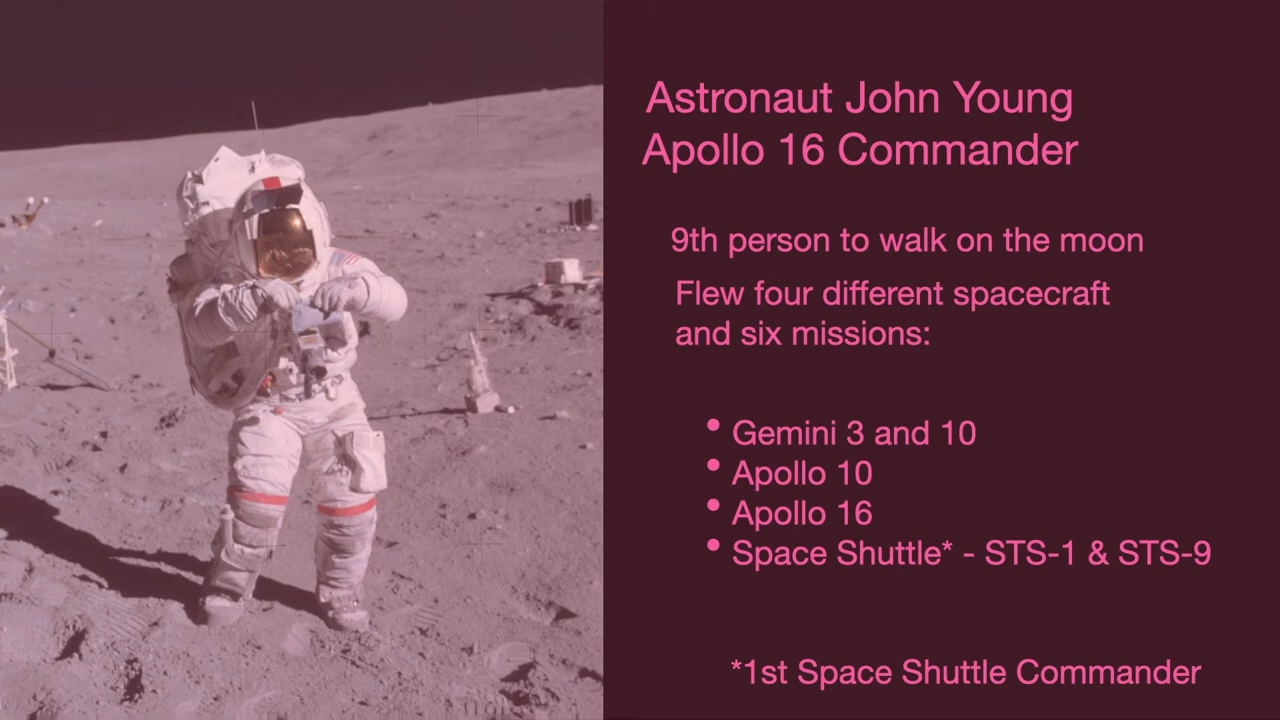 Astronaut John Young
Apollo 16 Commander
9th person to walk on the moon
Flew four different spacecraft
and six missions:
• Gemini 3 and 10
• Apollo 10
• Apollo 16
• Space Shuttle* - STS-1 & STS-9
*1st Space Shuttle Commander